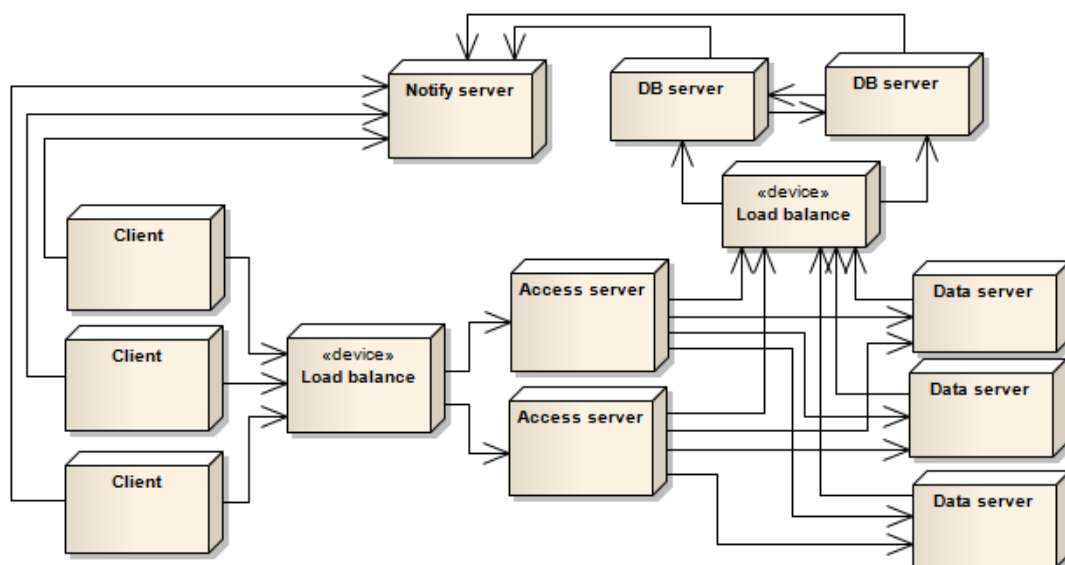 Notify server
DB server
DB server
«device»
Load balance
Client
Access server
Data server
Client
«device»
Load balance
Access server
Data server
Client
Data server